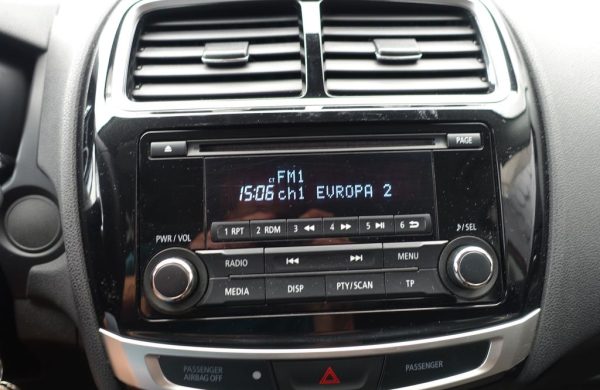 PAGE
CT FM1
15:06 ch1 EVROPA 2
1 RPT 2 RDM 3 4 5 6
PWR / VOL
/SEL
RADIO MENU
MEDIA DISP PTY/SCAN TP
PASSENGER
AIRBAG OFF
PASSENGER